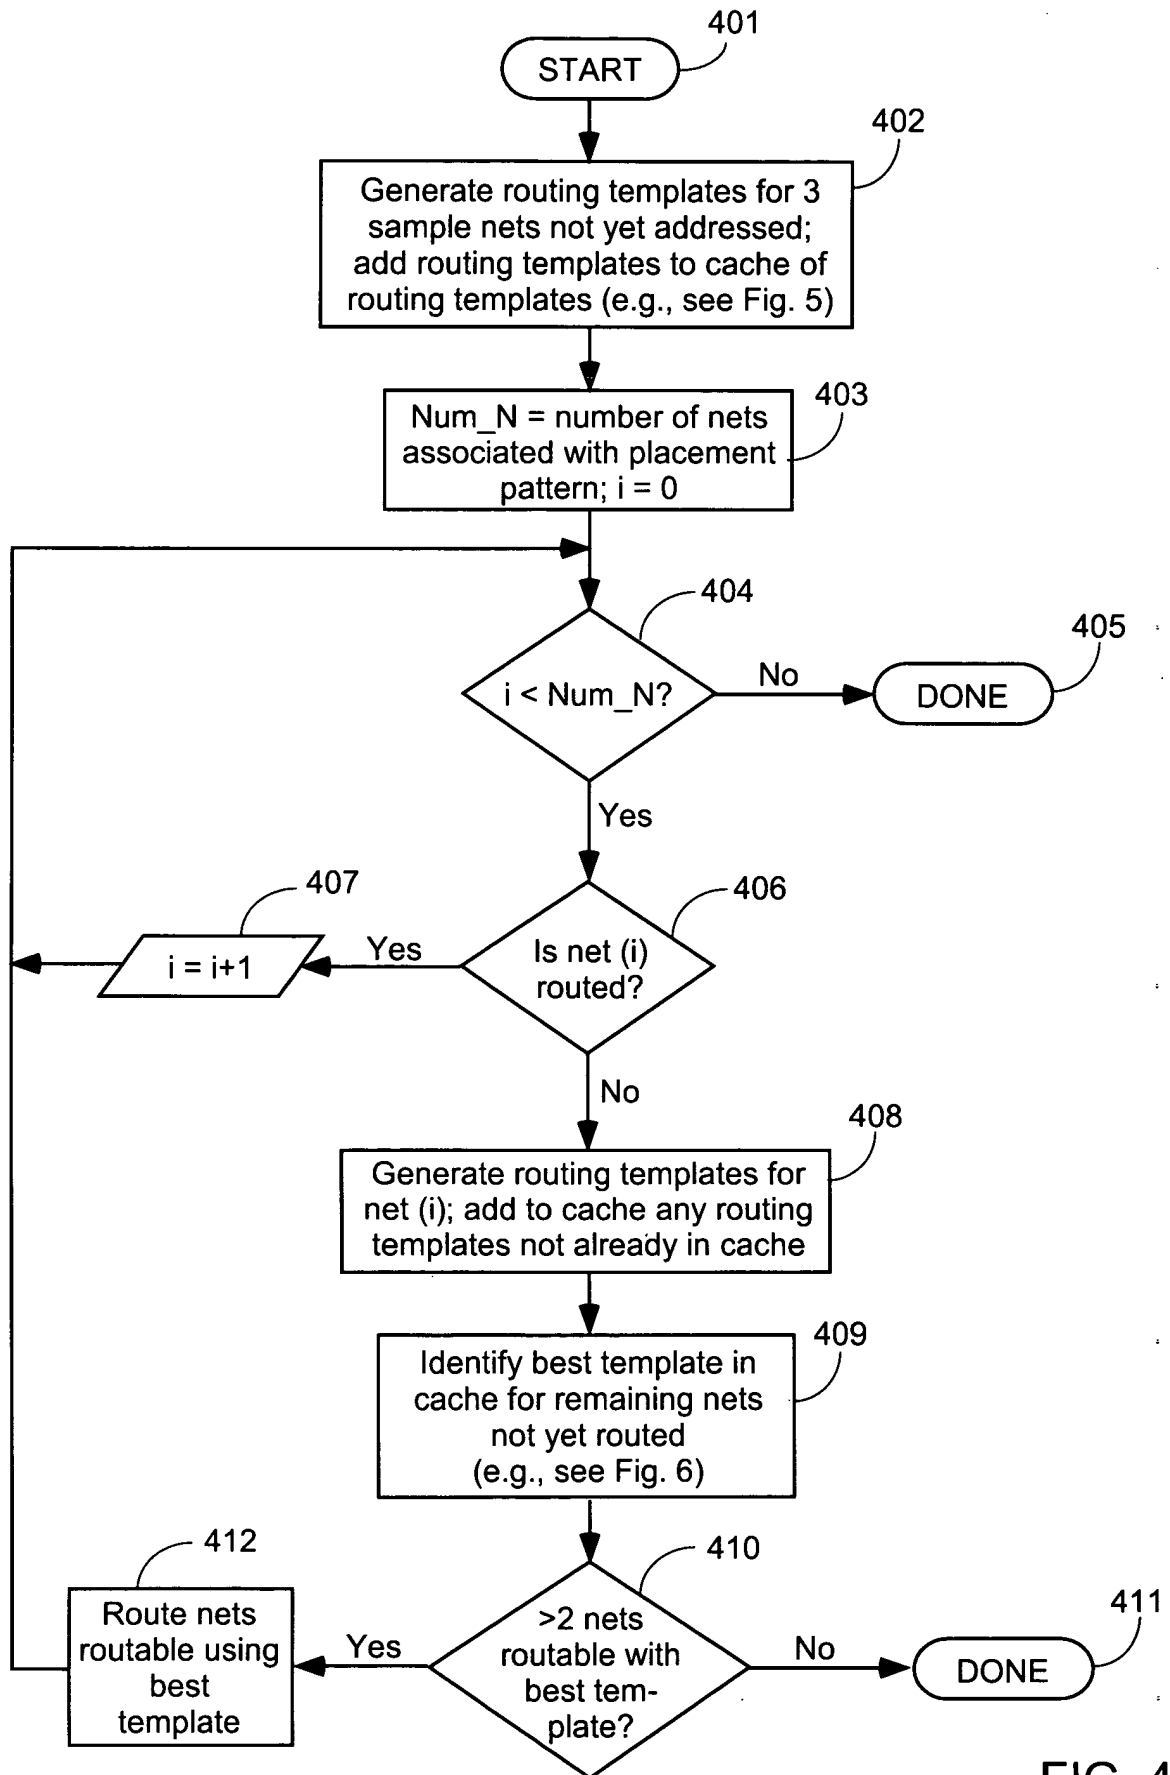 401
START
402
Generate routing templates for 3
sample nets not yet addressed;
add routing templates to cache of
routing templates (e.g., see Fig. 5)
403
Num_N = number of nets
associated with placement
pattern; i = 0
404
i < Num_N?
No
405
DONE
Yes
406
Is net (i)
routed?
Yes
407
i = i+1
No
408
Generate routing templates for
net (i); add to cache any routing
templates not already in cache
409
Identify best template in
cache for remaining nets
not yet routed
(e.g., see Fig. 6)
410
>2 nets
routable with
best tem-
plate?
No
411
DONE
Yes
412
Route nets
routable using
best
template
FIG. 4